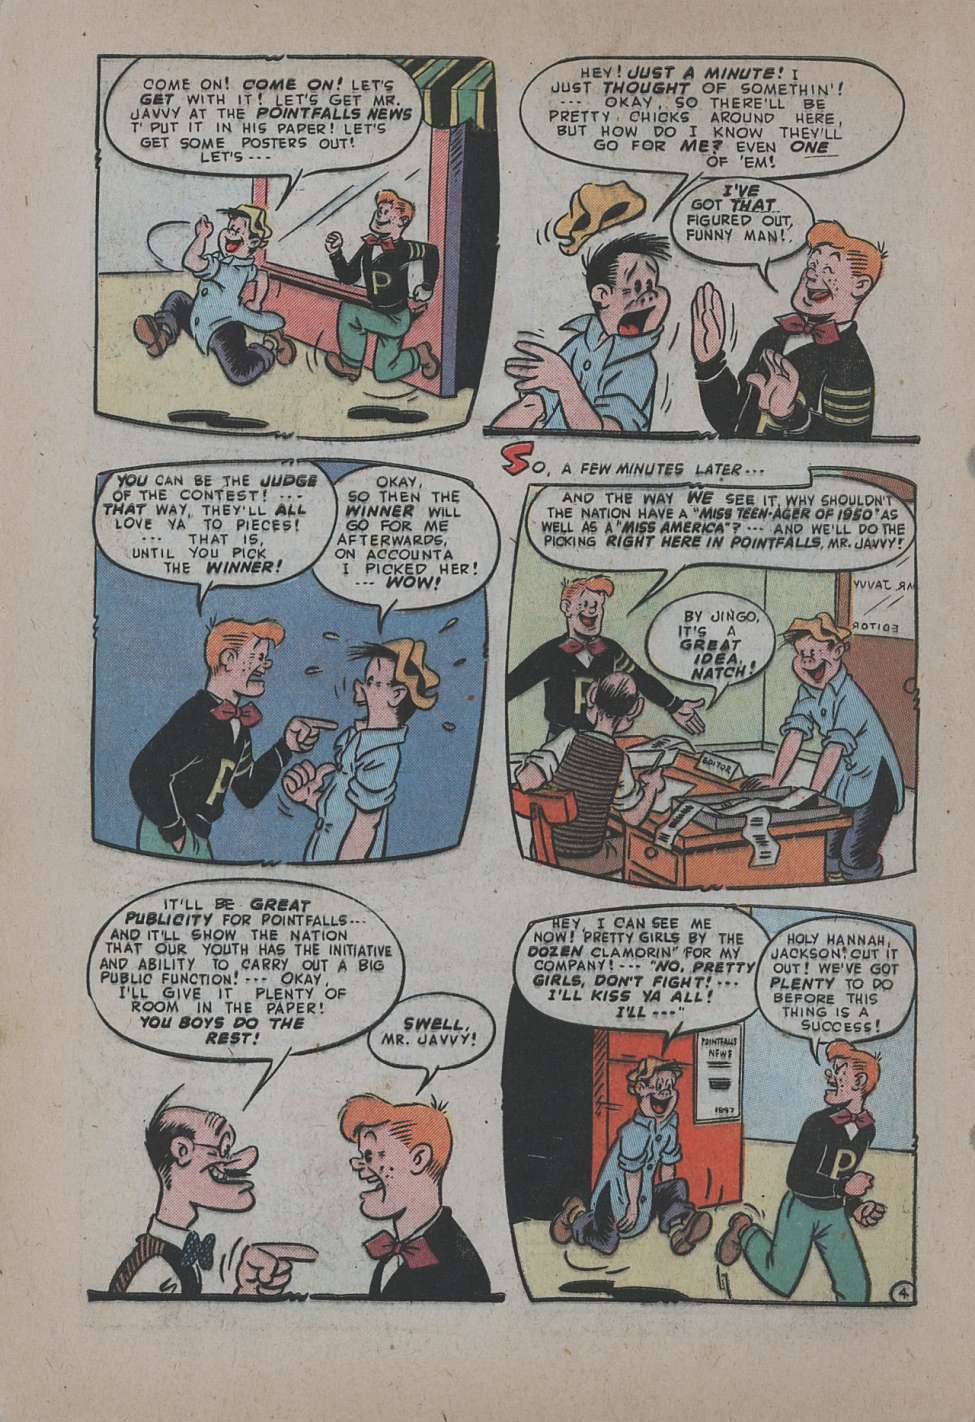 COME ON! COME ON! LET'S
GET WITH IT! LET'S GET MR.
JAVVY AT THE POINTFALLS NEWS
T' PUT IT IN HIS PAPER! LET'S
GET SOME POSTERS OUT!
LET'S ---
P
HEY! JUST A MINUTE! I
JUST THOUGHT OF SOMETHIN'!
--- OKAY, SO THERE'LL BE
PRETTY CHICKS AROUND HERE,
BUT HOW DO I KNOW THEY'LL
GO FOR ME? EVEN ONE
OF 'EM!
I'VE
GOT THAT
FIGURED OUT,
FUNNY MAN!
YOU CAN BE THE JUDGE
OF THE CONTEST! ---
THAT WAY, THEY'LL ALL
LOVE YA TO PIECES!
--- THAT IS,
UNTIL YOU PICK
THE WINNER!
OKAY,
SO THEN THE
WINNER WILL
GO FOR ME
AFTERWARDS,
ON ACCOUNTA
I PICKED HER!
--- WOW!
P
SO, A FEW MINUTES LATER---
AND THE WAY WE SEE IT, WHY SHOULDN'T
THE NATION HAVE A "MISS TEEN-AGER OF 1950" AS
WELL AS A "MISS AMERICA"? --- AND WE'LL DO THE
PICKING RIGHT HERE IN POINTFALLS, MR. JAVVY!
BY JINGO,
IT'S A
GREAT
IDEA,
NATCH!
MR. JAVVY
EDITOR
P
EDITOR
IT'LL BE GREAT
PUBLICITY FOR POINTFALLS---
AND IT'LL SHOW THE NATION
THAT OUR YOUTH HAS THE INITIATIVE
AND ABILITY TO CARRY OUT A BIG
PUBLIC FUNCTION! --- OKAY,
I'LL GIVE IT PLENTY OF
ROOM IN THE PAPER!
YOU BOYS DO THE
REST!
SWELL,
MR. JAVVY!
HEY, I CAN SEE ME
NOW! PRETTY GIRLS BY THE
DOZEN CLAMORIN' FOR MY
COMPANY! --- "NO, PRETTY
GIRLS, DON'T FIGHT! ---
I'LL KISS YA ALL!
I'LL ---"
HOLY HANNAH,
JACKSON! CUT IT
OUT! WE'VE GOT
PLENTY TO DO
BEFORE THIS
THING IS A
SUCCESS!
POINTFALLS
NEWS
1897
P
4